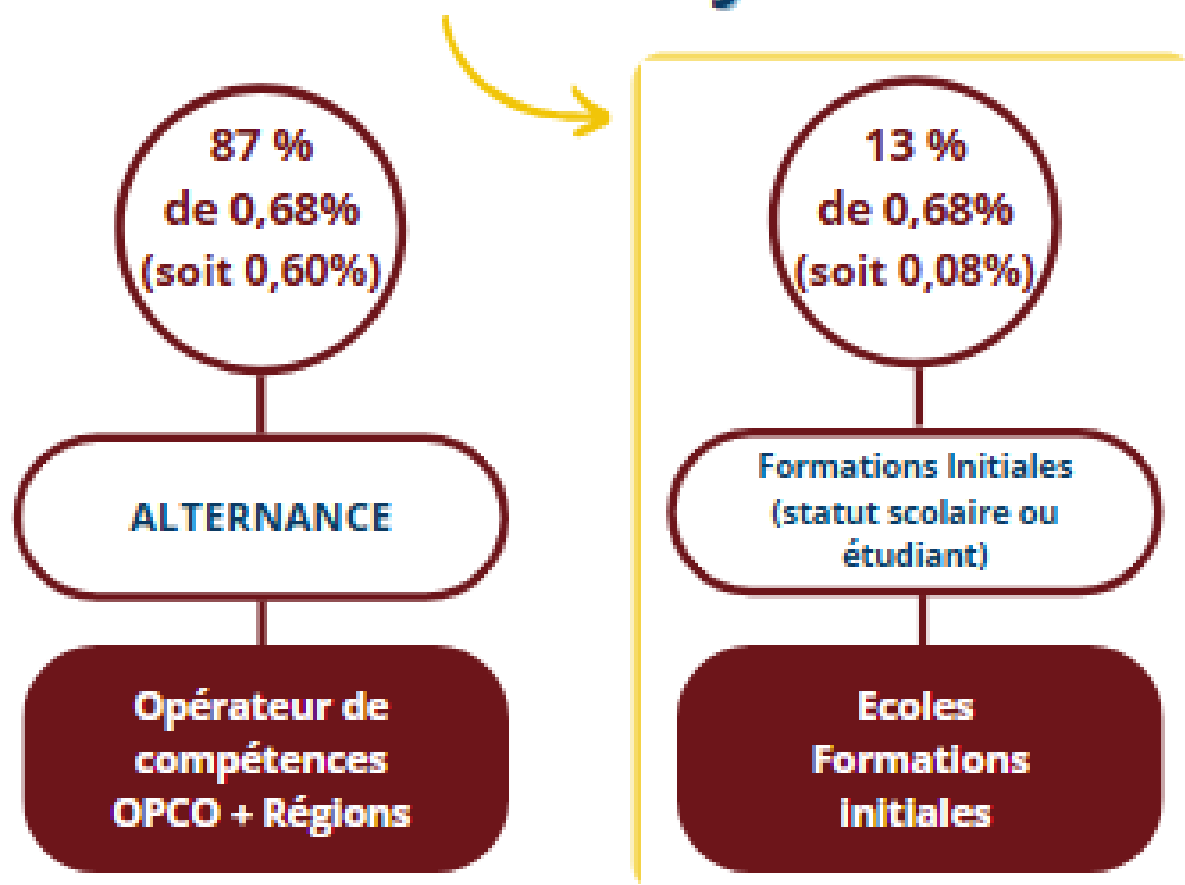 87 %
de 0,68%
(soit 0,60%)
ALTERNANCE
Opérateur de
compétences
OPCO + Régions
13 %
de 0,68%
(soit 0,08%)
Formations Initiales
(statut scolaire ou
étudiant)
Ecoles
Formations
initiales